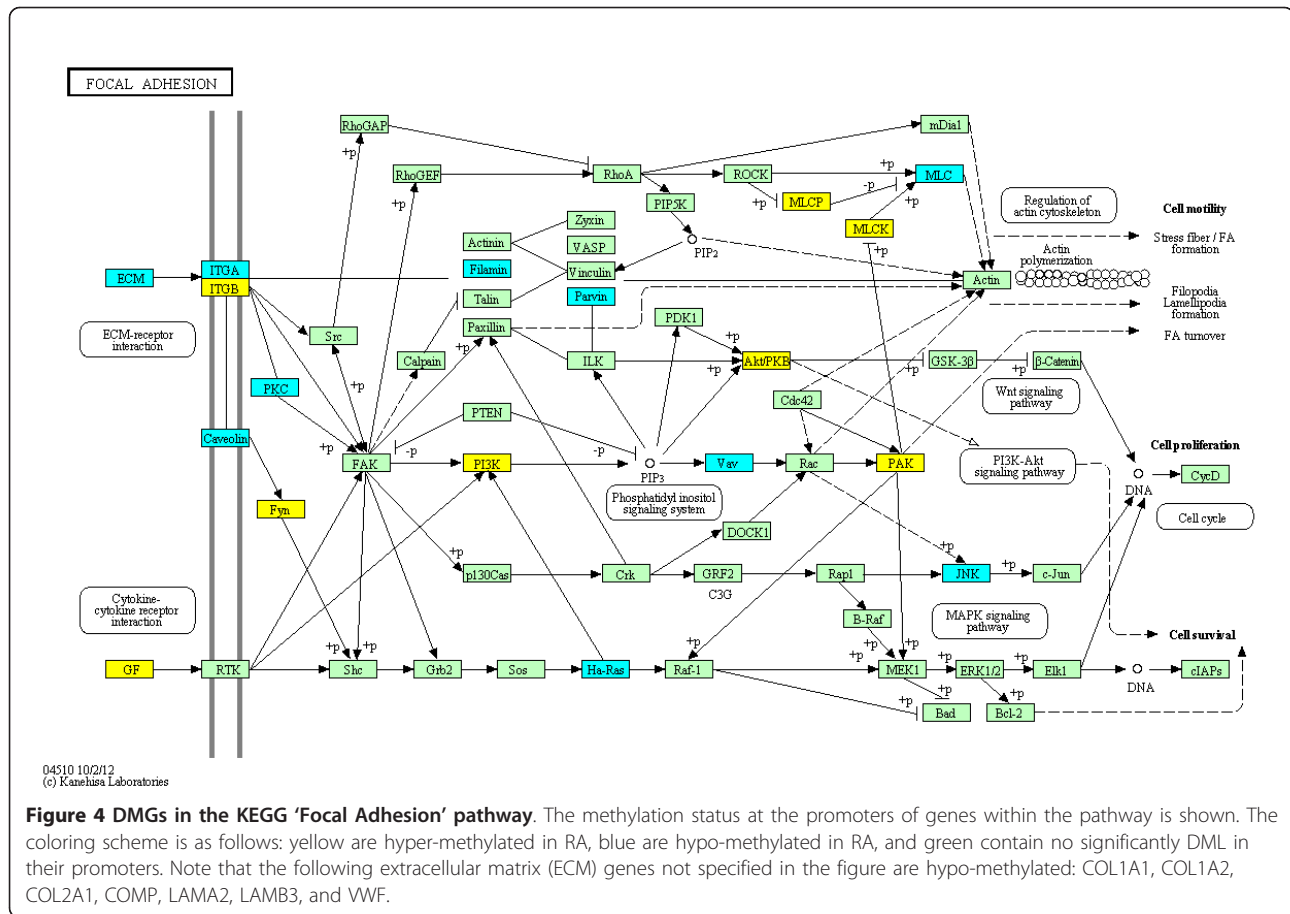 FOCAL ADHESION
RhoGAP
mDia1
+p
RhoGEF
RhoA
ROCK
+p
MLC
+p
PIP5K
+p
MLCP
-p
+p
MLCK
Regulation of
actin cytoskeleton
Cell motility
Zyxin
Actinin
VASP
PIP2
Vinculin
Stress fiber / FA
formation
Actin
polymerization
ECM
ITGA
ITGB
Filamin
Talin
Parvin
Actin
Filopodia
Lamellipodia
formation
ECM-receptor
interaction
Src
Paxillin
PDK1
FA turnover
+p
Calpain
+p
ILK
+p
Akt/PKB
+p
GSK-3β
+p
β-Catenin
+p
PKC
Cdc42
Wnt signaling
pathway
PTEN
Caveolin
+p
-p
-p
Cell proliferation
FAK
PI3K
PIP3
Vav
Rac
PAK
PI3K-Akt
signaling pathway
DNA
CycD
Fyn
Phosphatidyl inositol
signaling system
Cell cycle
DOCK1
+p
p130Cas
Crk
GRF2
C3G
Rap1
JNK
+p
c-Jun
Cytokine-
cytokine receptor
interaction
B-Raf
MAPK signaling
pathway
+p
+p
+p
+p
+p
Cell survival
+p
+p
+p
GF
RTK
Shc
Grb2
Sos
Ha-Ras
Raf-1
MEK1
ERK1/2
Elk1
DNA
cIAPs
+p
+p
+p
Bad
Bcl-2
04510 10/2/12
(c) Kanehisa Laboratories
Figure 4 DMGs in the KEGG ‘Focal Adhesion’ pathway. The methylation status at the promoters of genes within the pathway is shown. The
coloring scheme is as follows: yellow are hyper-methylated in RA, blue are hypo-methylated in RA, and green contain no significantly DML in
their promoters. Note that the following extracellular matrix (ECM) genes not specified in the figure are hypo-methylated: COL1A1, COL1A2,
COL2A1, COMP, LAMA2, LAMB3, and VWF.